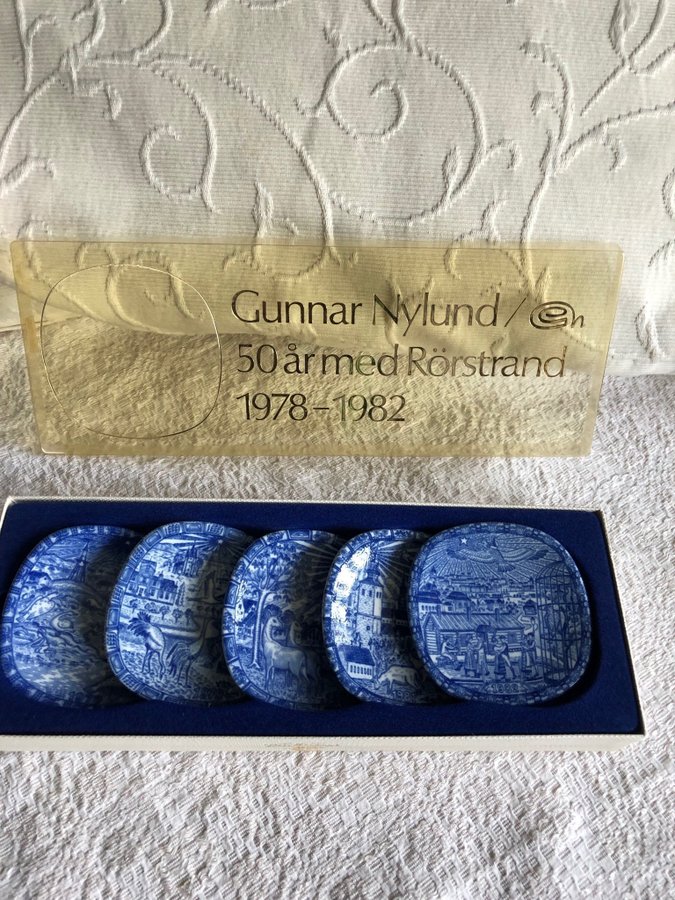 Gunnar Nylund /
50 år med Rörstrand
1978–1982